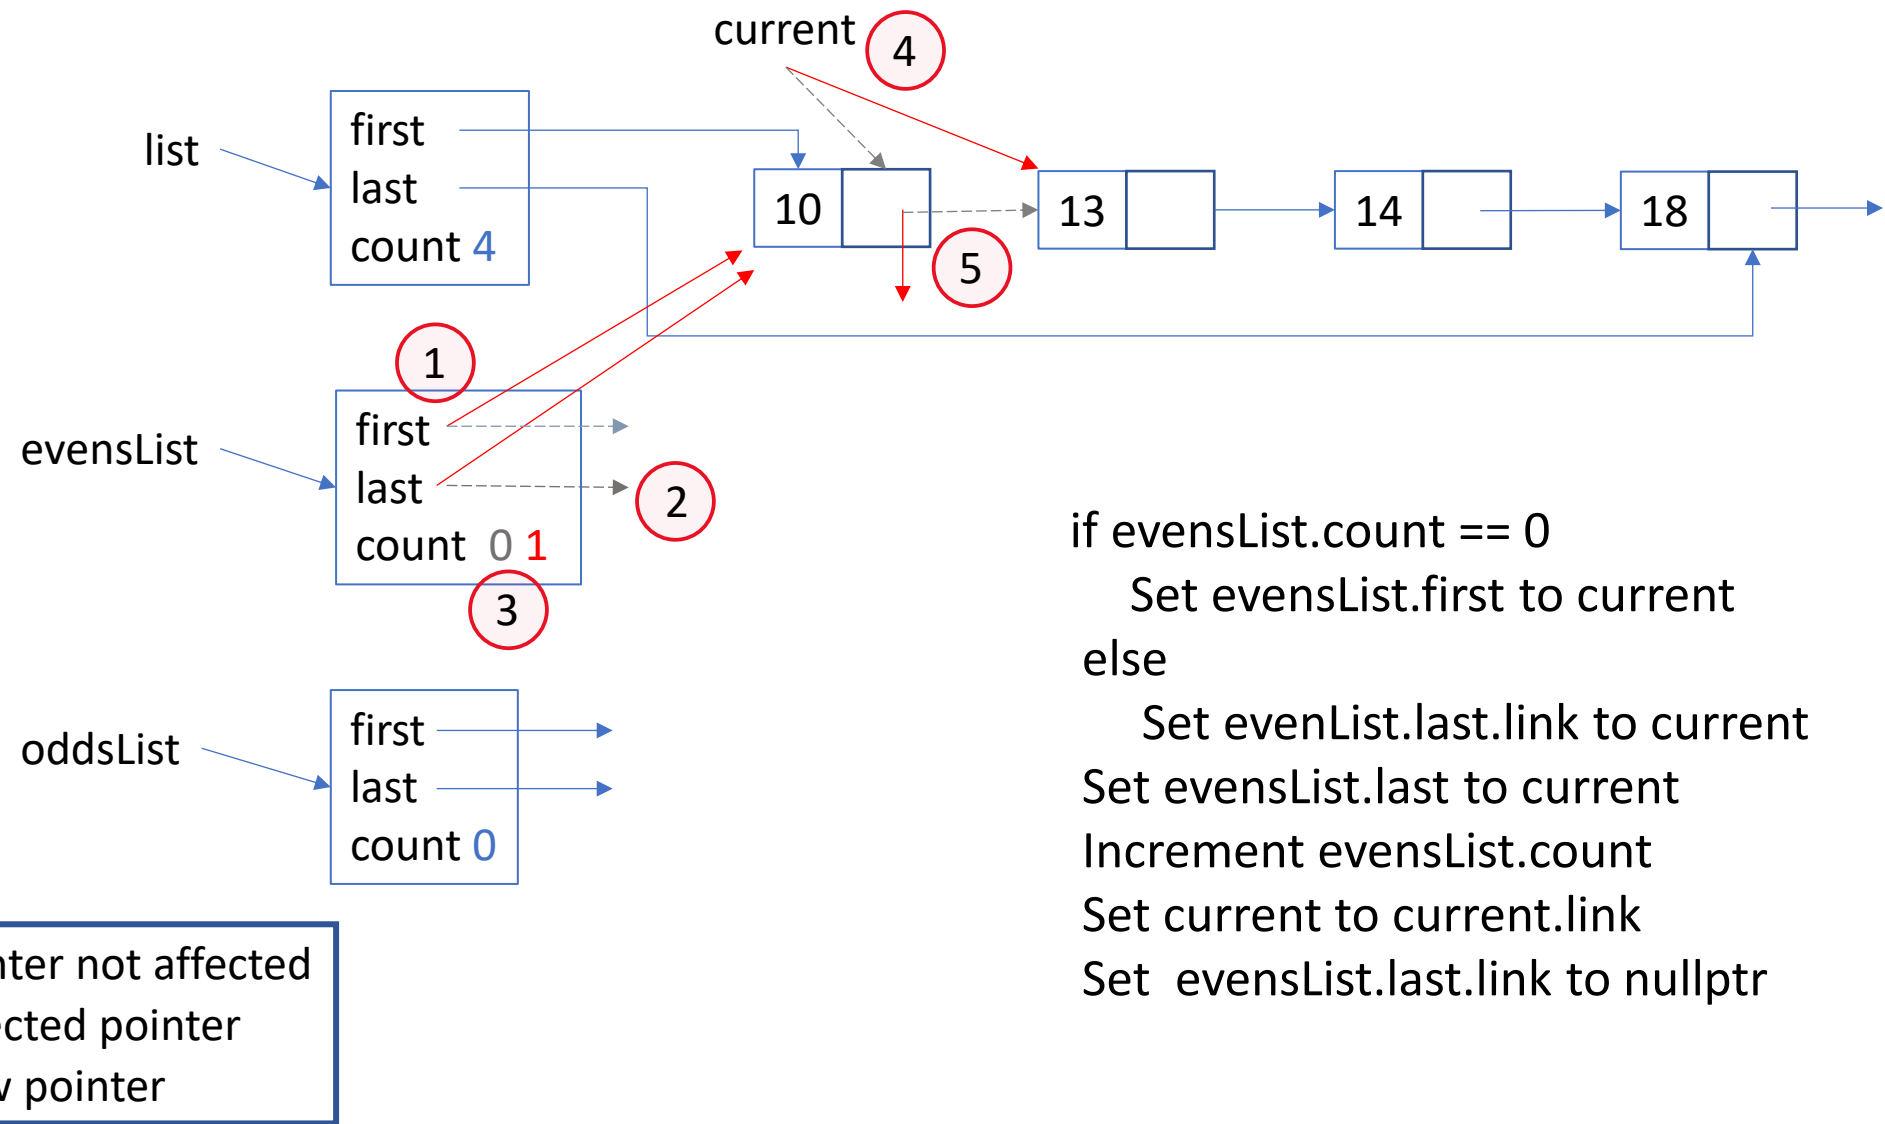 current
4
list
first
last
count 4
10
13
14
18
5
1
evensList
first
last
count 0 1
2
3
oddsList
first
last
count 0
if evensList.count == 0
Set evensList.first to current
else
Set evenList.last.link to current
Set evensList.last to current
Increment evensList.count
Set current to current.link
Set evensList.last.link to nullptr
not affected
pointer
pointer